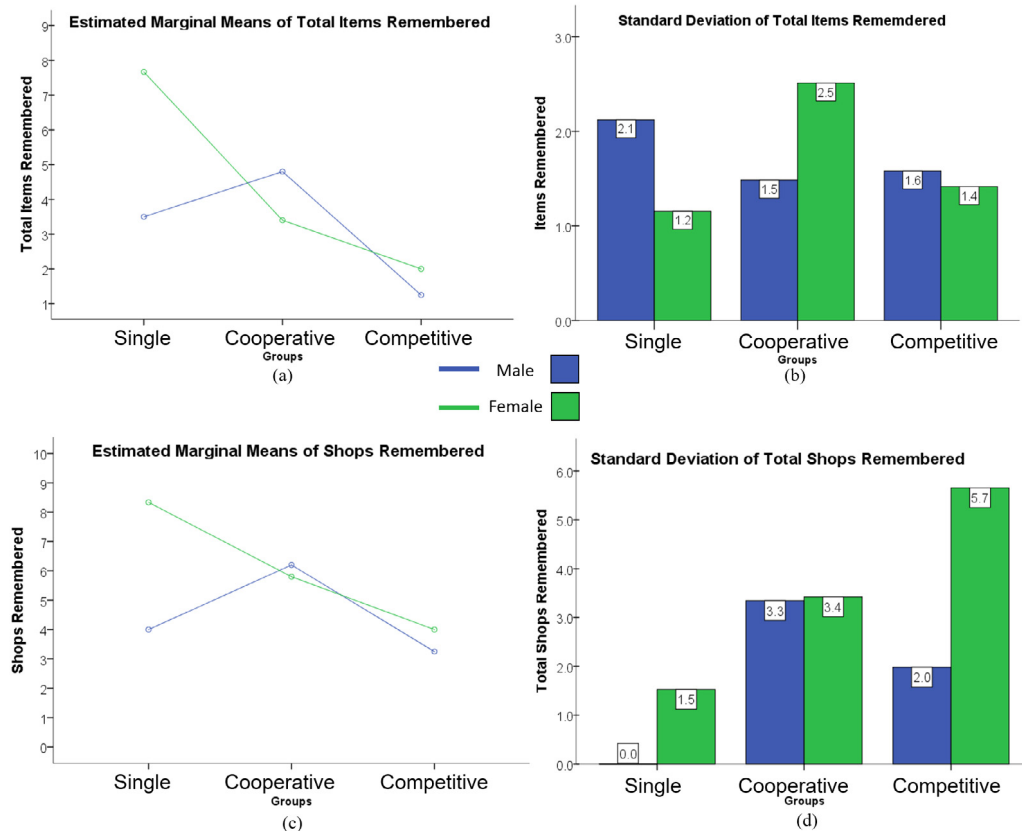 Estimated Marginal Means of Total Items Remembered
Total Items Remembered
9
8
7
6
5
4
3
2
1
Single Cooperative Competitive
Groups
(a)
Standard Deviation of Total Items Rememdered
Items Remembered
3.0
2.0
1.0
0.0
2.1
1.2
1.5
2.5
1.6
1.4
Single Cooperative Competitive
Groups
(b)
Male
Female
Estimated Marginal Means of Shops Remembered
Shops Remembered
10
9
8
7
6
5
4
3
2
1
0
Single Cooperative Competitive
Groups
(c)
Standard Deviation of Total Shops Remembered
Total Shops Remembered
6.0
5.0
4.0
3.0
2.0
1.0
0.0
0.0
1.5
3.3
3.4
2.0
5.7
Single Cooperative Competitive
Groups
(d)